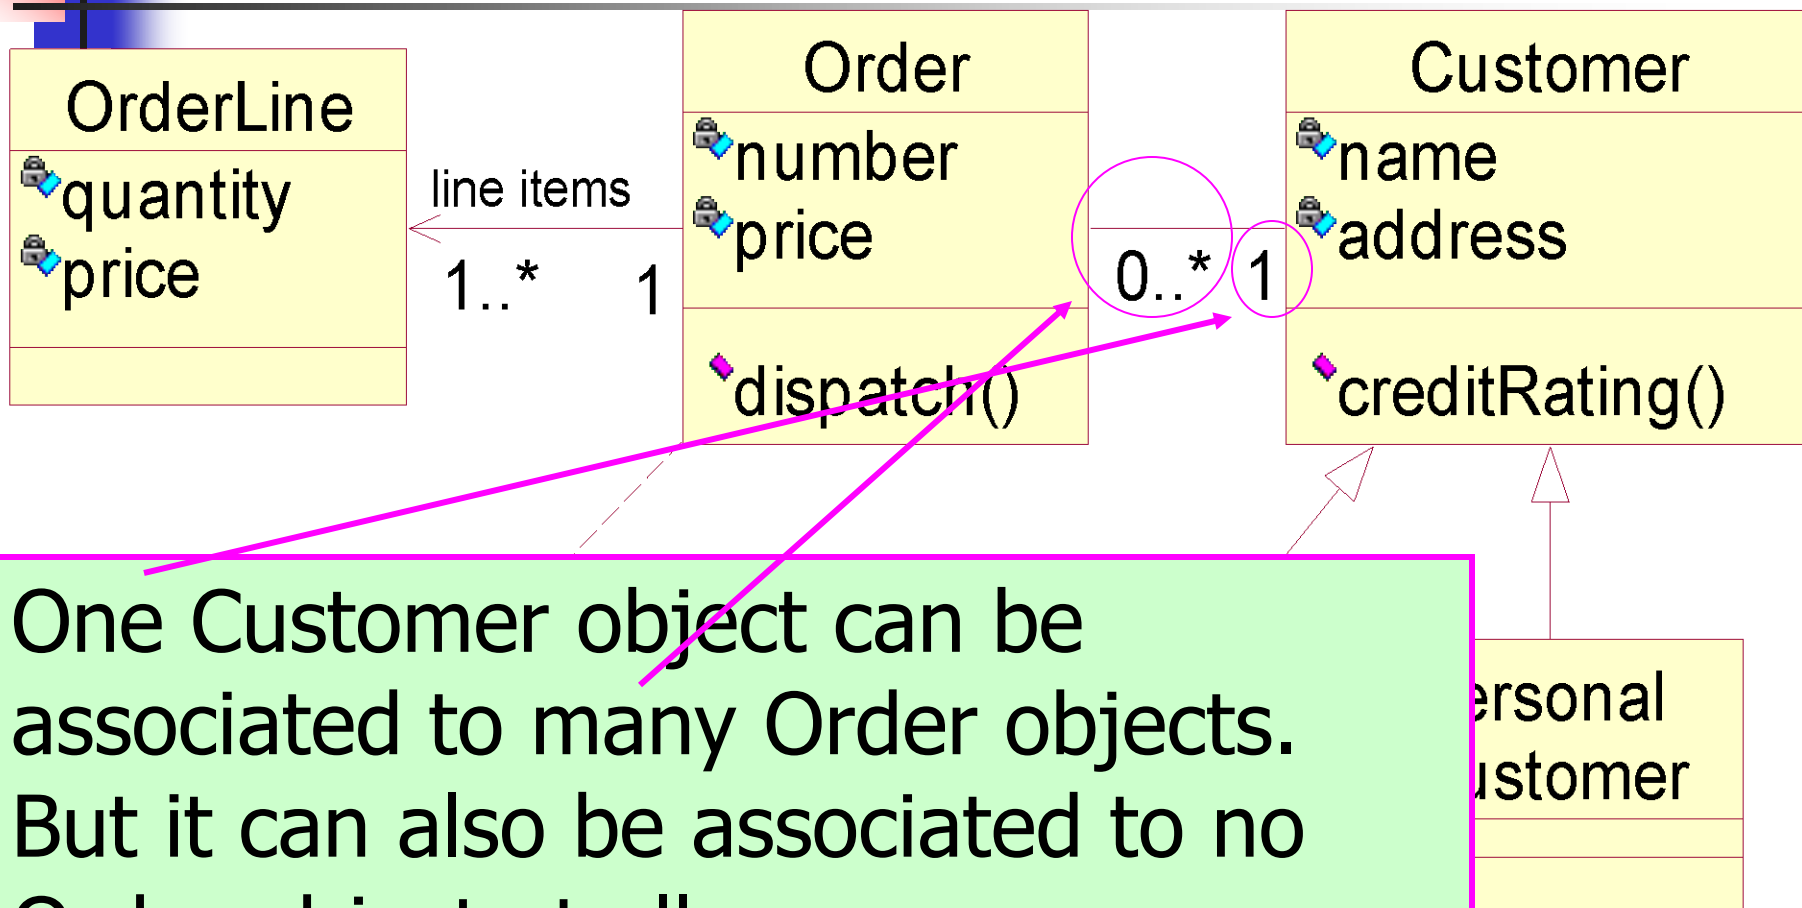 OrderLine
quantity
price
line items
1..* 1
Order
number
price
dispatch()
0..* 1
Customer
name
address
creditRating()
One Customer object can be
associated to many Order objects.
But it can also be associated to no
ersonal
ustomer